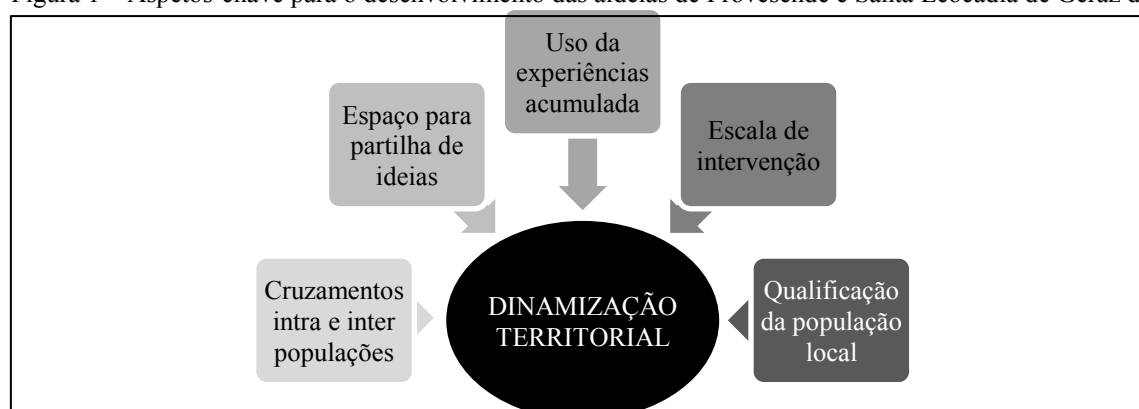 Figura 1 – Aspetos-chave para o desenvolvimento das aldeias de Provesende e Santa Leocádia de Geraz d
Uso da
experiências
acumulada
Espaço para
partilha de
ideias
Escala de
intervenção
Cruzamentos
intra e inter
populações
DINAMIZAÇÃO
TERRITORIAL
Qualificação
da população
local